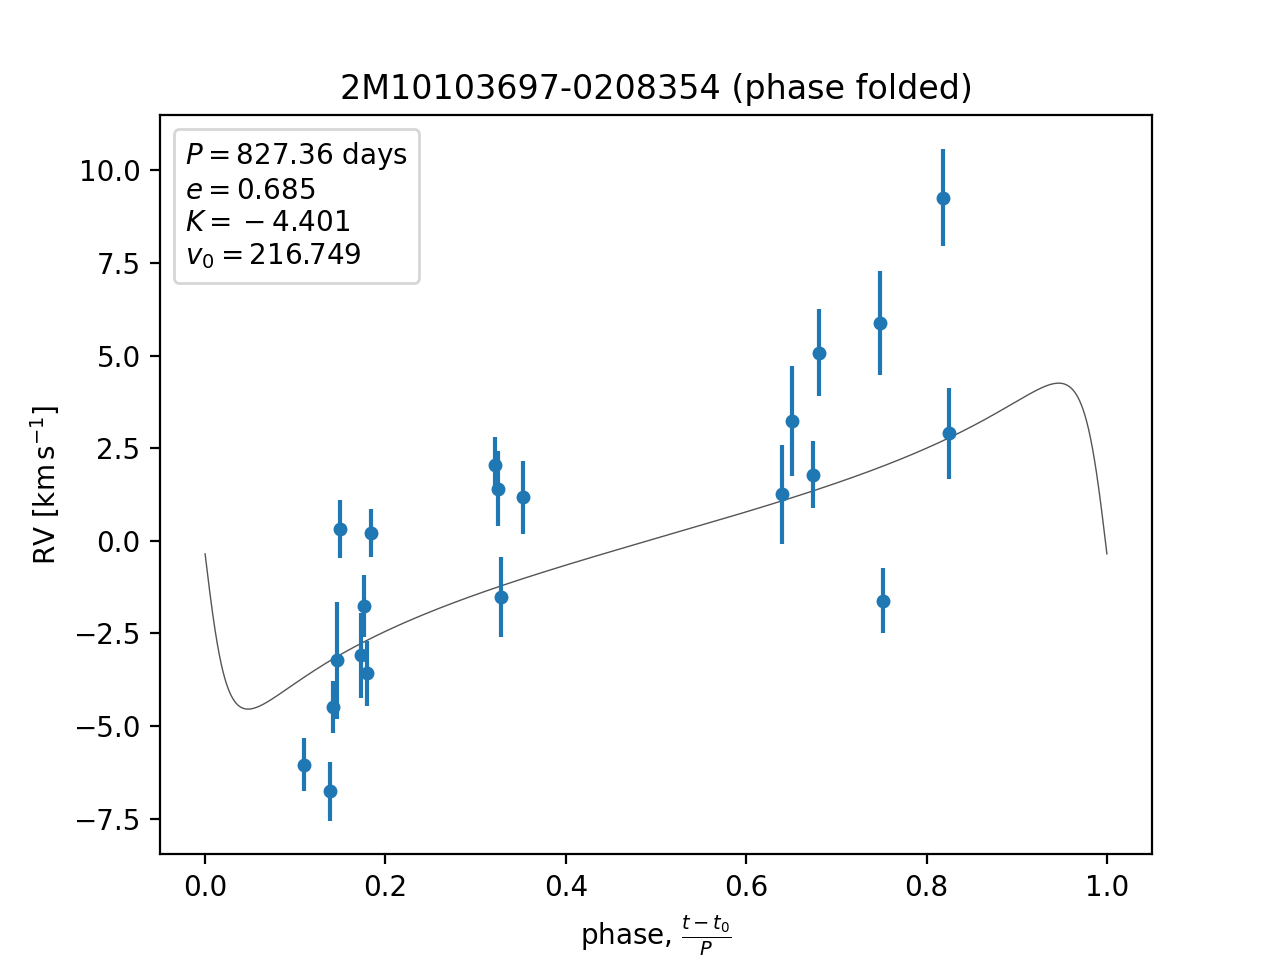 2M10103697-0208354 (phase folded)
P = 827.36 days
e = 0.685
K = −4.401
v₀ = 216.749
10.0
7.5
5.0
2.5
0.0
−2.5
−5.0
−7.5
RV [km s⁻¹]
0.0 0.2 0.4 0.6 0.8 1.0
phase, (t − t₀)/P